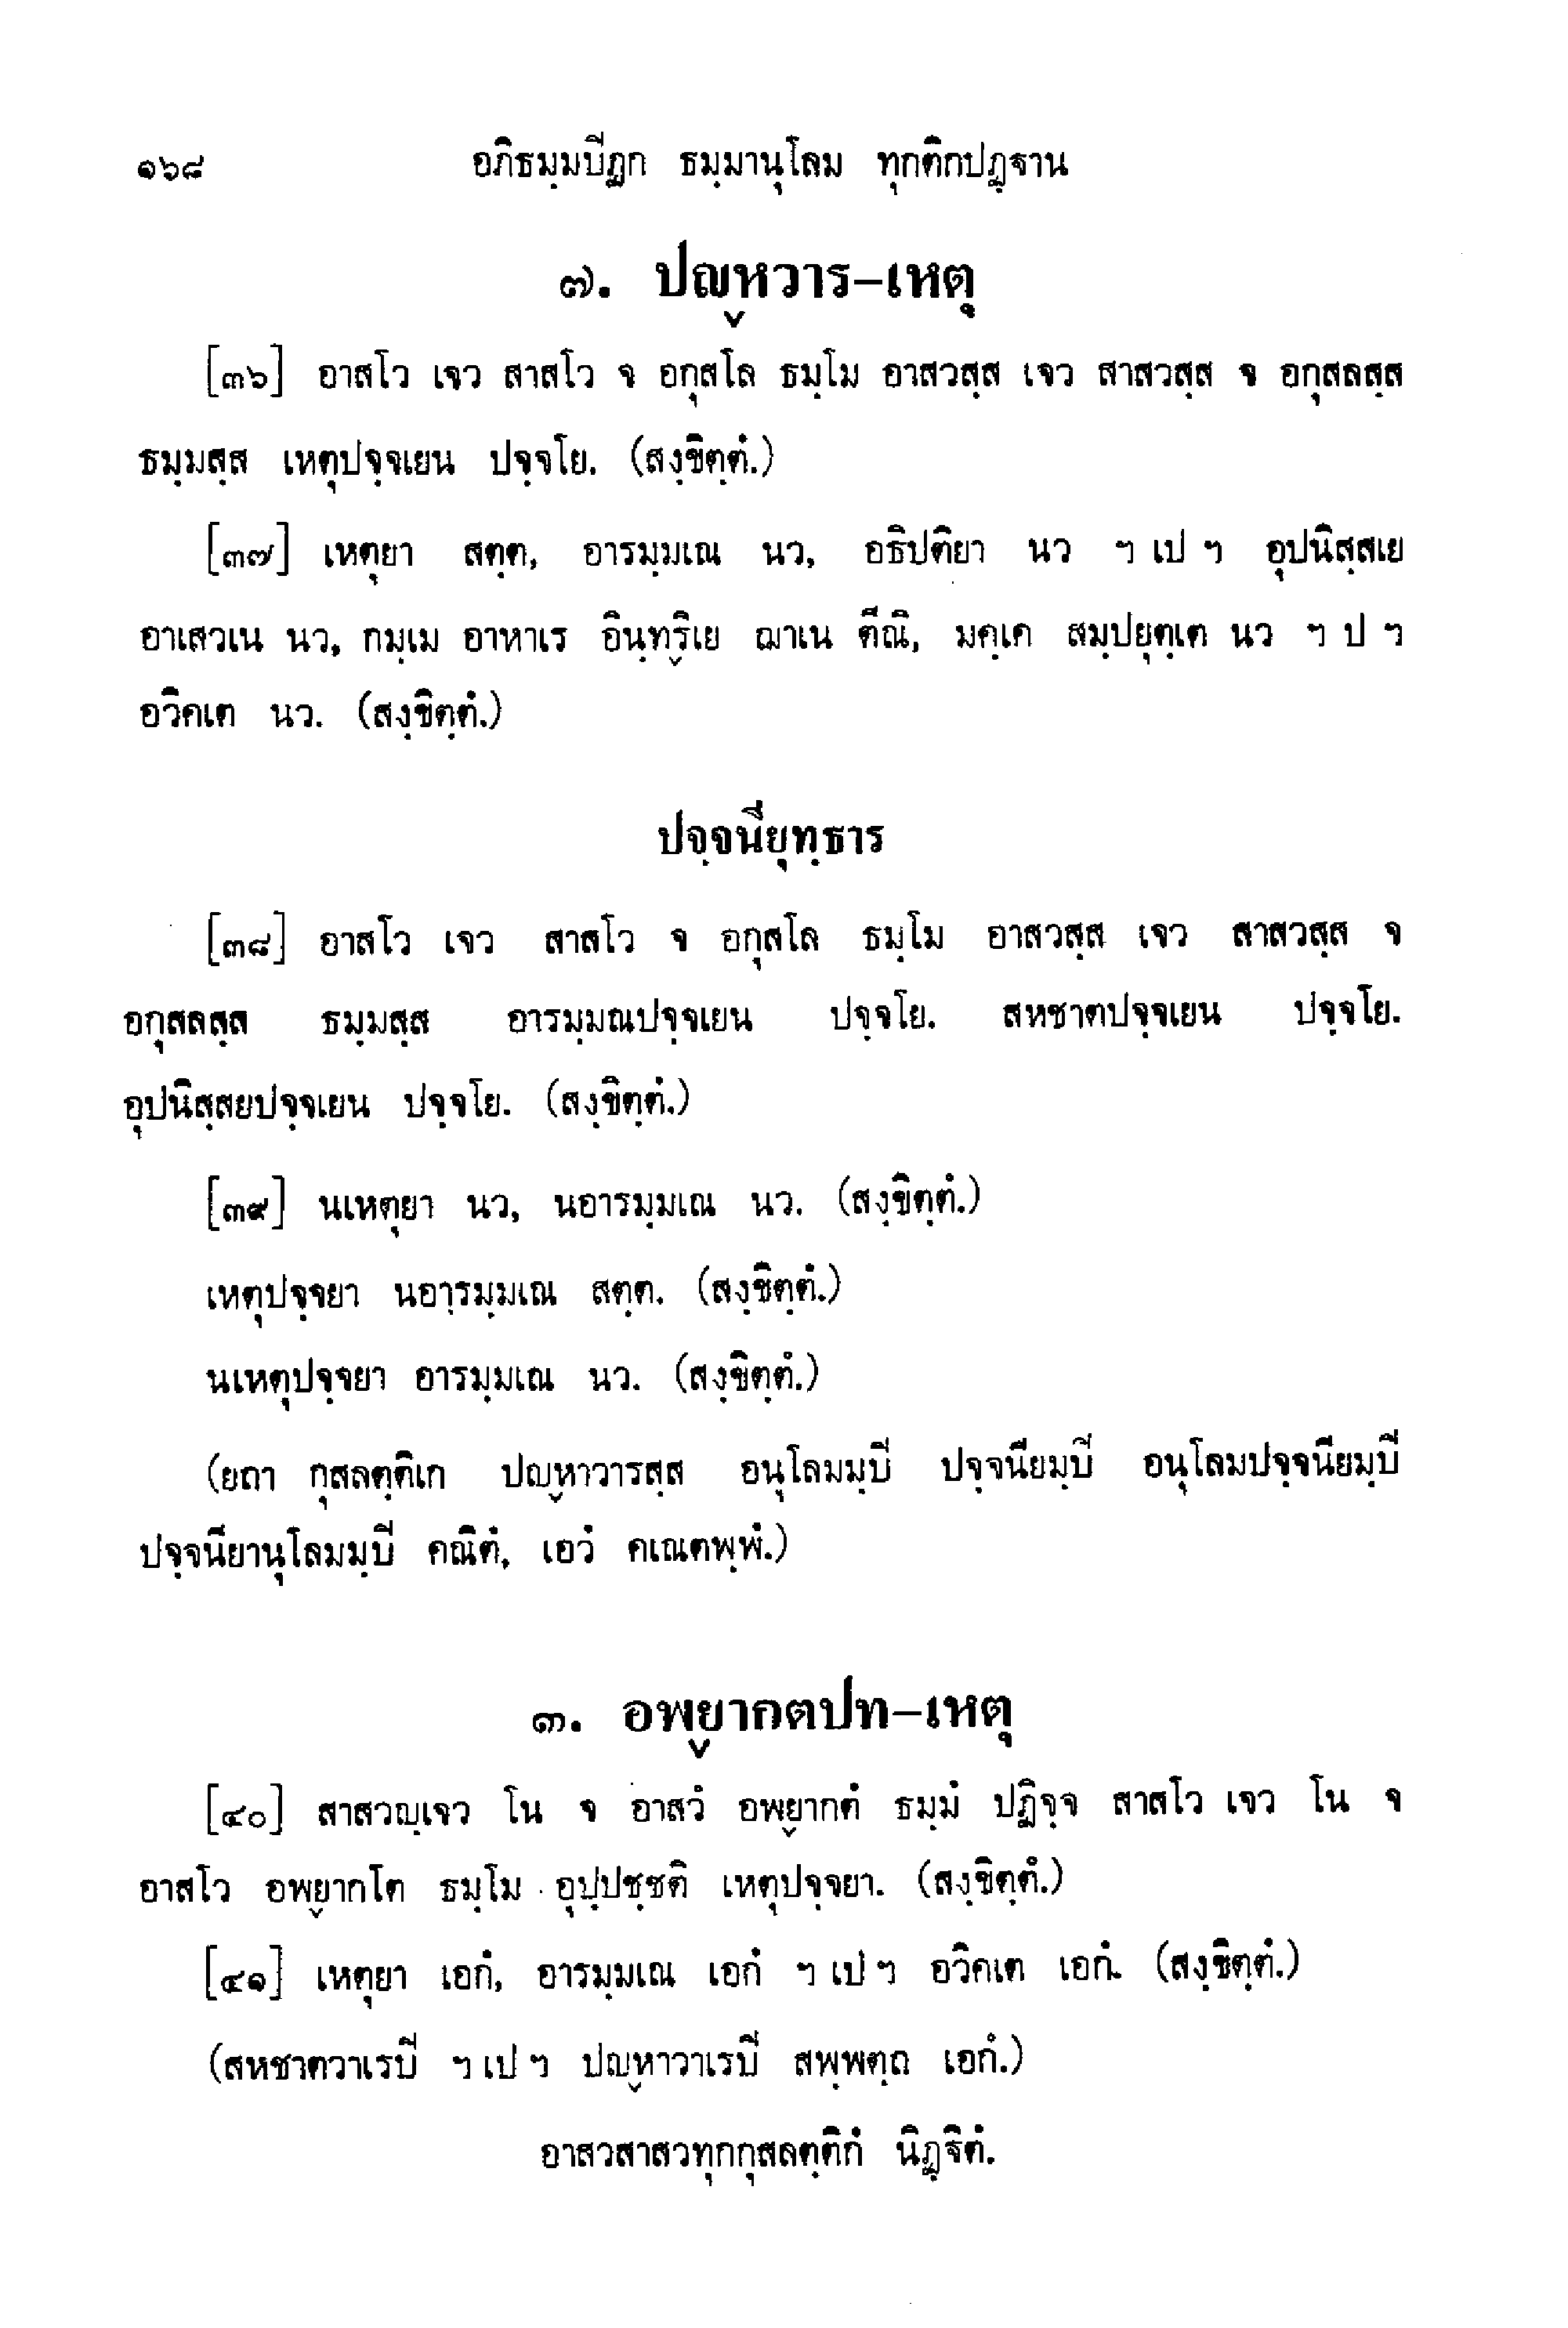 ๑๖๘ อภิธมฺมปีฏก ธมฺมานุโลม ทุกติกปฏฺฐาน
๗. ปญฺหวาร–เหตุ
[๓๖] อาสโว เจว สาสโว จ อกุสโล ธมฺโม อาสวสฺส เจว สาสวสฺส จ อกุสลสฺส
ธมฺมสฺส เหตุปจฺจเยน ปจฺจโย. (สงฺขิตฺตํ.)
[๓๗] เหตุยา สตฺต, อารมฺมเณ นว, อธิปติยา นว ฯ เป ฯ อุปนิสฺสเย
อาเสวเน นว, กมฺเม อาหาเร อินฺทฺริเย ฌาเน ตีณิ, มคฺเค สมฺปยุตฺเต นว ฯ ป ฯ
อวิคเต นว. (สงฺขิตฺตํ.)
ปจฺจนียุทฺธาร
[๓๘] อาสโว เจว สาสโว จ อกุสโล ธมฺโม อาสวสฺส เจว สาสวสฺส จ
อกุสลสฺส ธมฺมสฺส อารมฺมณปจฺจเยน ปจฺจโย. สหชาตปจฺจเยน ปจฺจโย.
อุปนิสฺสยปจฺจเยน ปจฺจโย. (สงฺขิตฺตํ.)
[๓๙] นเหตุยา นว, นอารมฺมเณ นว. (สงฺขิตฺตํ.)
เหตุปจฺจยา นอารมฺมเณ สตฺต. (สงฺขิตฺตํ.)
นเหตุปจฺจยา อารมฺมเณ นว. (สงฺขิตฺตํ.)
(ยถา กุสลตฺติเก ปญฺหาวารสฺส อนุโลมมฺปี ปจฺจนียมฺปี อนุโลมปจฺจนียมฺปี
ปจฺจนียานุโลมมฺปี คณิตํ, เอวํ คเณตพฺพํ.)
๓. อพฺยากตปท–เหตุ
[๔๐] สาสวญฺเจว โน จ อาสวํ อพฺยากตํ ธมฺมํ ปฏิจฺจ สาสโว เจว โน จ
อาสโว อพฺยากโต ธมฺโม อุปฺปชฺชติ เหตุปจฺจยา. (สงฺขิตฺตํ.)
[๔๑] เหตุยา เอกํ, อารมฺมเณ เอกํ ฯ เป ฯ อวิคเต เอกํ. (สงฺขิตฺตํ.)
(สหชาตวาเรปี ฯ เป ฯ ปญฺหาวาเรปี สพฺพตฺถ เอกํ.)
อาสวสาสวทุกกุสลตฺติกํ นิฏฺฐิตํ.